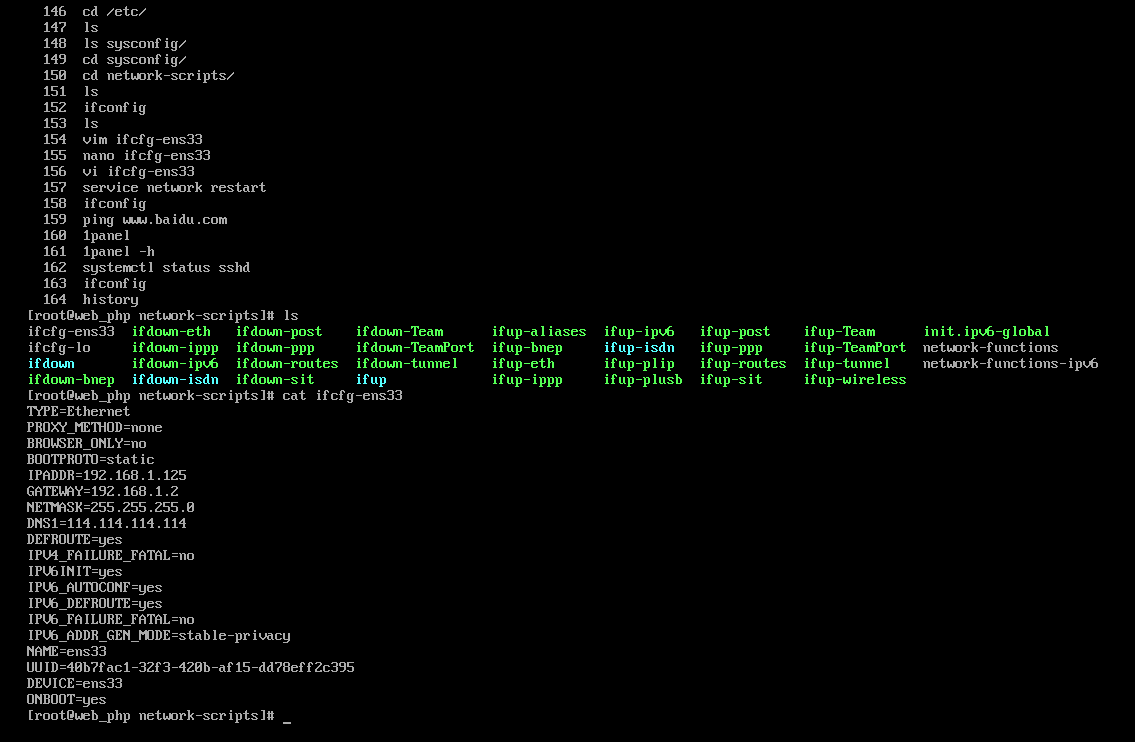 146 cd /etc/
147 ls
148 ls sysconfig/
149 cd sysconfig/
150 cd network-scripts/
151 ls
152 ifconfig
153 ls
154 vim ifcfg-ens33
155 nano ifcfg-ens33
156 vi ifcfg-ens33
157 service network restart
158 ifconfig
159 ping www.baidu.com
160 1panel
161 1panel -h
162 systemctl status sshd
163 ifconfig
164 history
[root@web_php network-scripts]# ls
ifcfg-ens33 ifdown-eth ifdown-post ifdown-Team ifup-aliases ifup-ipv6 ifup-post ifup-Team init.ipv6-global
ifcfg-lo ifdown-ippp ifdown-ppp ifdown-TeamPort ifup-bnep ifup-isdn ifup-ppp ifup-TeamPort network-functions
ifdown ifdown-ipv6 ifdown-routes ifdown-tunnel ifup-eth ifup-plip ifup-routes ifup-tunnel network-functions-ipv6
ifdown-bnep ifdown-isdn ifdown-sit ifup ifup-ippp ifup-plusb ifup-sit ifup-wireless
[root@web_php network-scripts]# cat ifcfg-ens33
TYPE=Ethernet
PROXY_METHOD=none
BROWSER_ONLY=no
BOOTPROTO=static
IPADDR=192.168.1.125
GATEWAY=192.168.1.2
NETMASK=255.255.255.0
DNS1=114.114.114.114
DEFROUTE=yes
IPV4_FAILURE_FATAL=no
IPV6INIT=yes
IPV6_AUTOCONF=yes
IPV6_DEFROUTE=yes
IPV6_FAILURE_FATAL=no
IPV6_ADDR_GEN_MODE=stable-privacy
NAME=ens33
UUID=40b7fac1-32f3-420b-af15-dd78eff2c395
DEVICE=ens33
ONBOOT=yes
[root@web_php network-scripts]# _